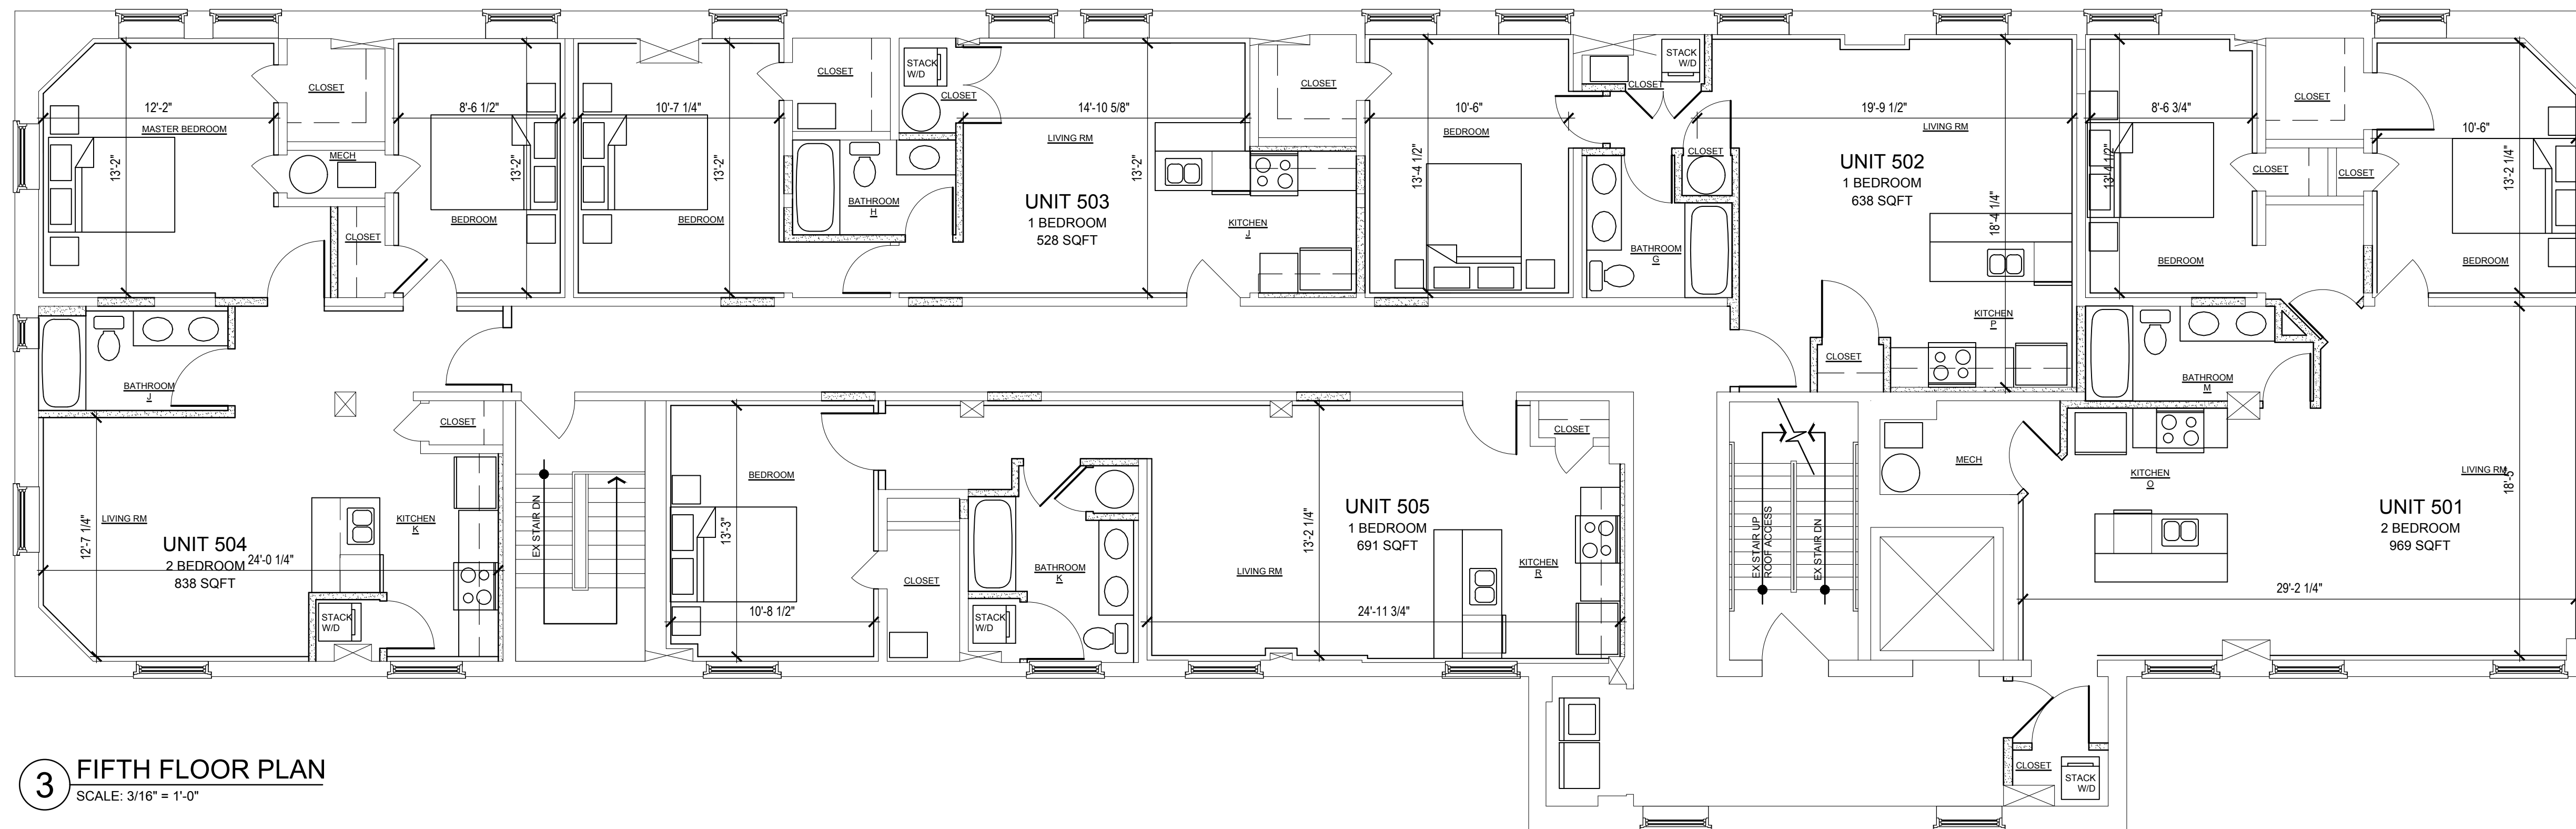 12'-2"
MASTER BEDROOM
13'-2"
CLOSET
MECH
CLOSET
8'-6 1/2"
13'-2"
BEDROOM
10'-7 1/4"
13'-2"
BEDROOM
CLOSET
BATHROOM
H
STACK
W/D
CLOSET
14'-10 5/8"
LIVING RM
13'-2"
UNIT 503
1 BEDROOM
528 SQFT
CLOSET
KITCHEN
J
10'-6"
BEDROOM
13'-4 1/2"
STACK
W/D
CLOSET
CLOSET
BATHROOM
G
19'-9 1/2"
LIVING RM
UNIT 502
1 BEDROOM
638 SQFT
18'-4 1/4"
KITCHEN
P
CLOSET
8'-6 3/4"
13'-4 1/2"
BEDROOM
CLOSET
CLOSET
CLOSET
10'-6"
13'-2 1/4"
BEDROOM
BATHROOM
J
CLOSET
LIVING RM
12'-7 1/4"
UNIT 504
2 BEDROOM
838 SQFT
24'-0 1/4"
KITCHEN
K
STACK
W/D
EX STAIR DN
BEDROOM
13'-3"
10'-8 1/2"
CLOSET
BATHROOM
K
STACK
W/D
LIVING RM
13'-2 1/4"
UNIT 505
1 BEDROOM
691 SQFT
24'-11 3/4"
CLOSET
KITCHEN
R
EX STAIR UP
ROOF ACCESS
EX STAIR DN
MECH
BATHROOM
M
KITCHEN
O
LIVING RM
18'-5"
UNIT 501
2 BEDROOM
969 SQFT
29'-2 1/4"
CLOSET
STACK
W/D
3
FIFTH FLOOR PLAN
SCALE: 3/16" = 1'-0"